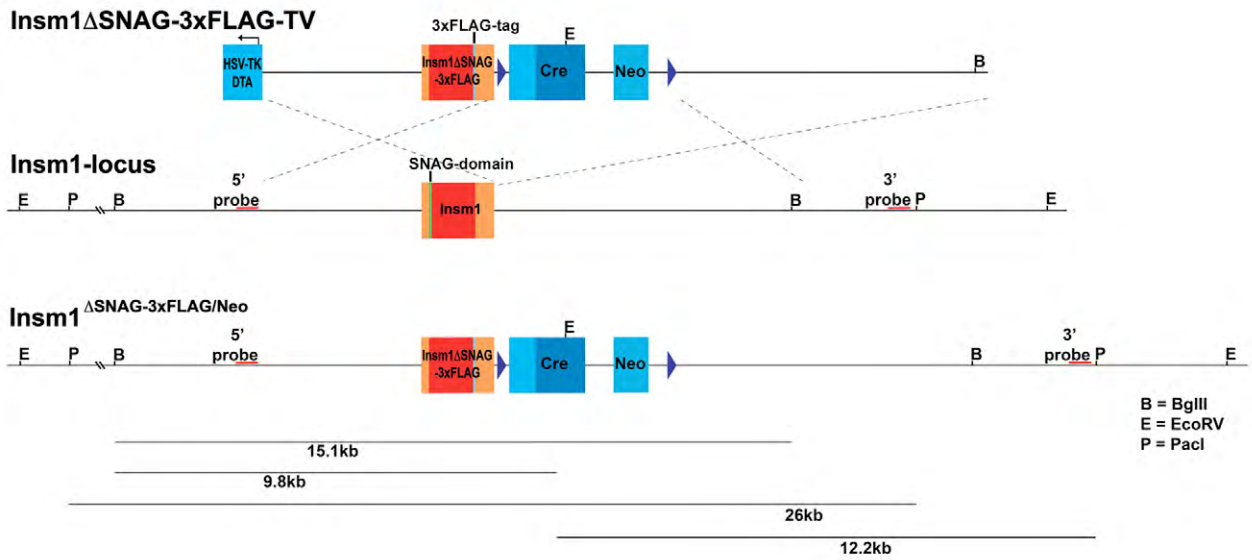 Insm1ΔSNAG-3xFLAG-TV
3xFLAG-tag
E
B
HSV-TK
DTA
Insm1ΔSNAG
-3xFLAG
Cre
Neo
Insm1-locus
SNAG-domain
5'
probe
3'
probe
E
P
B
Insm1
B
P
E
Insm1ΔSNAG-3xFLAG/Neo
E
5'
probe
3'
probe
E
P
B
Insm1ΔSNAG
-3xFLAG
Cre
Neo
B
P
E
B = BglII
E = EcoRV
P = PacI
15.1kb
9.8kb
26kb
12.2kb